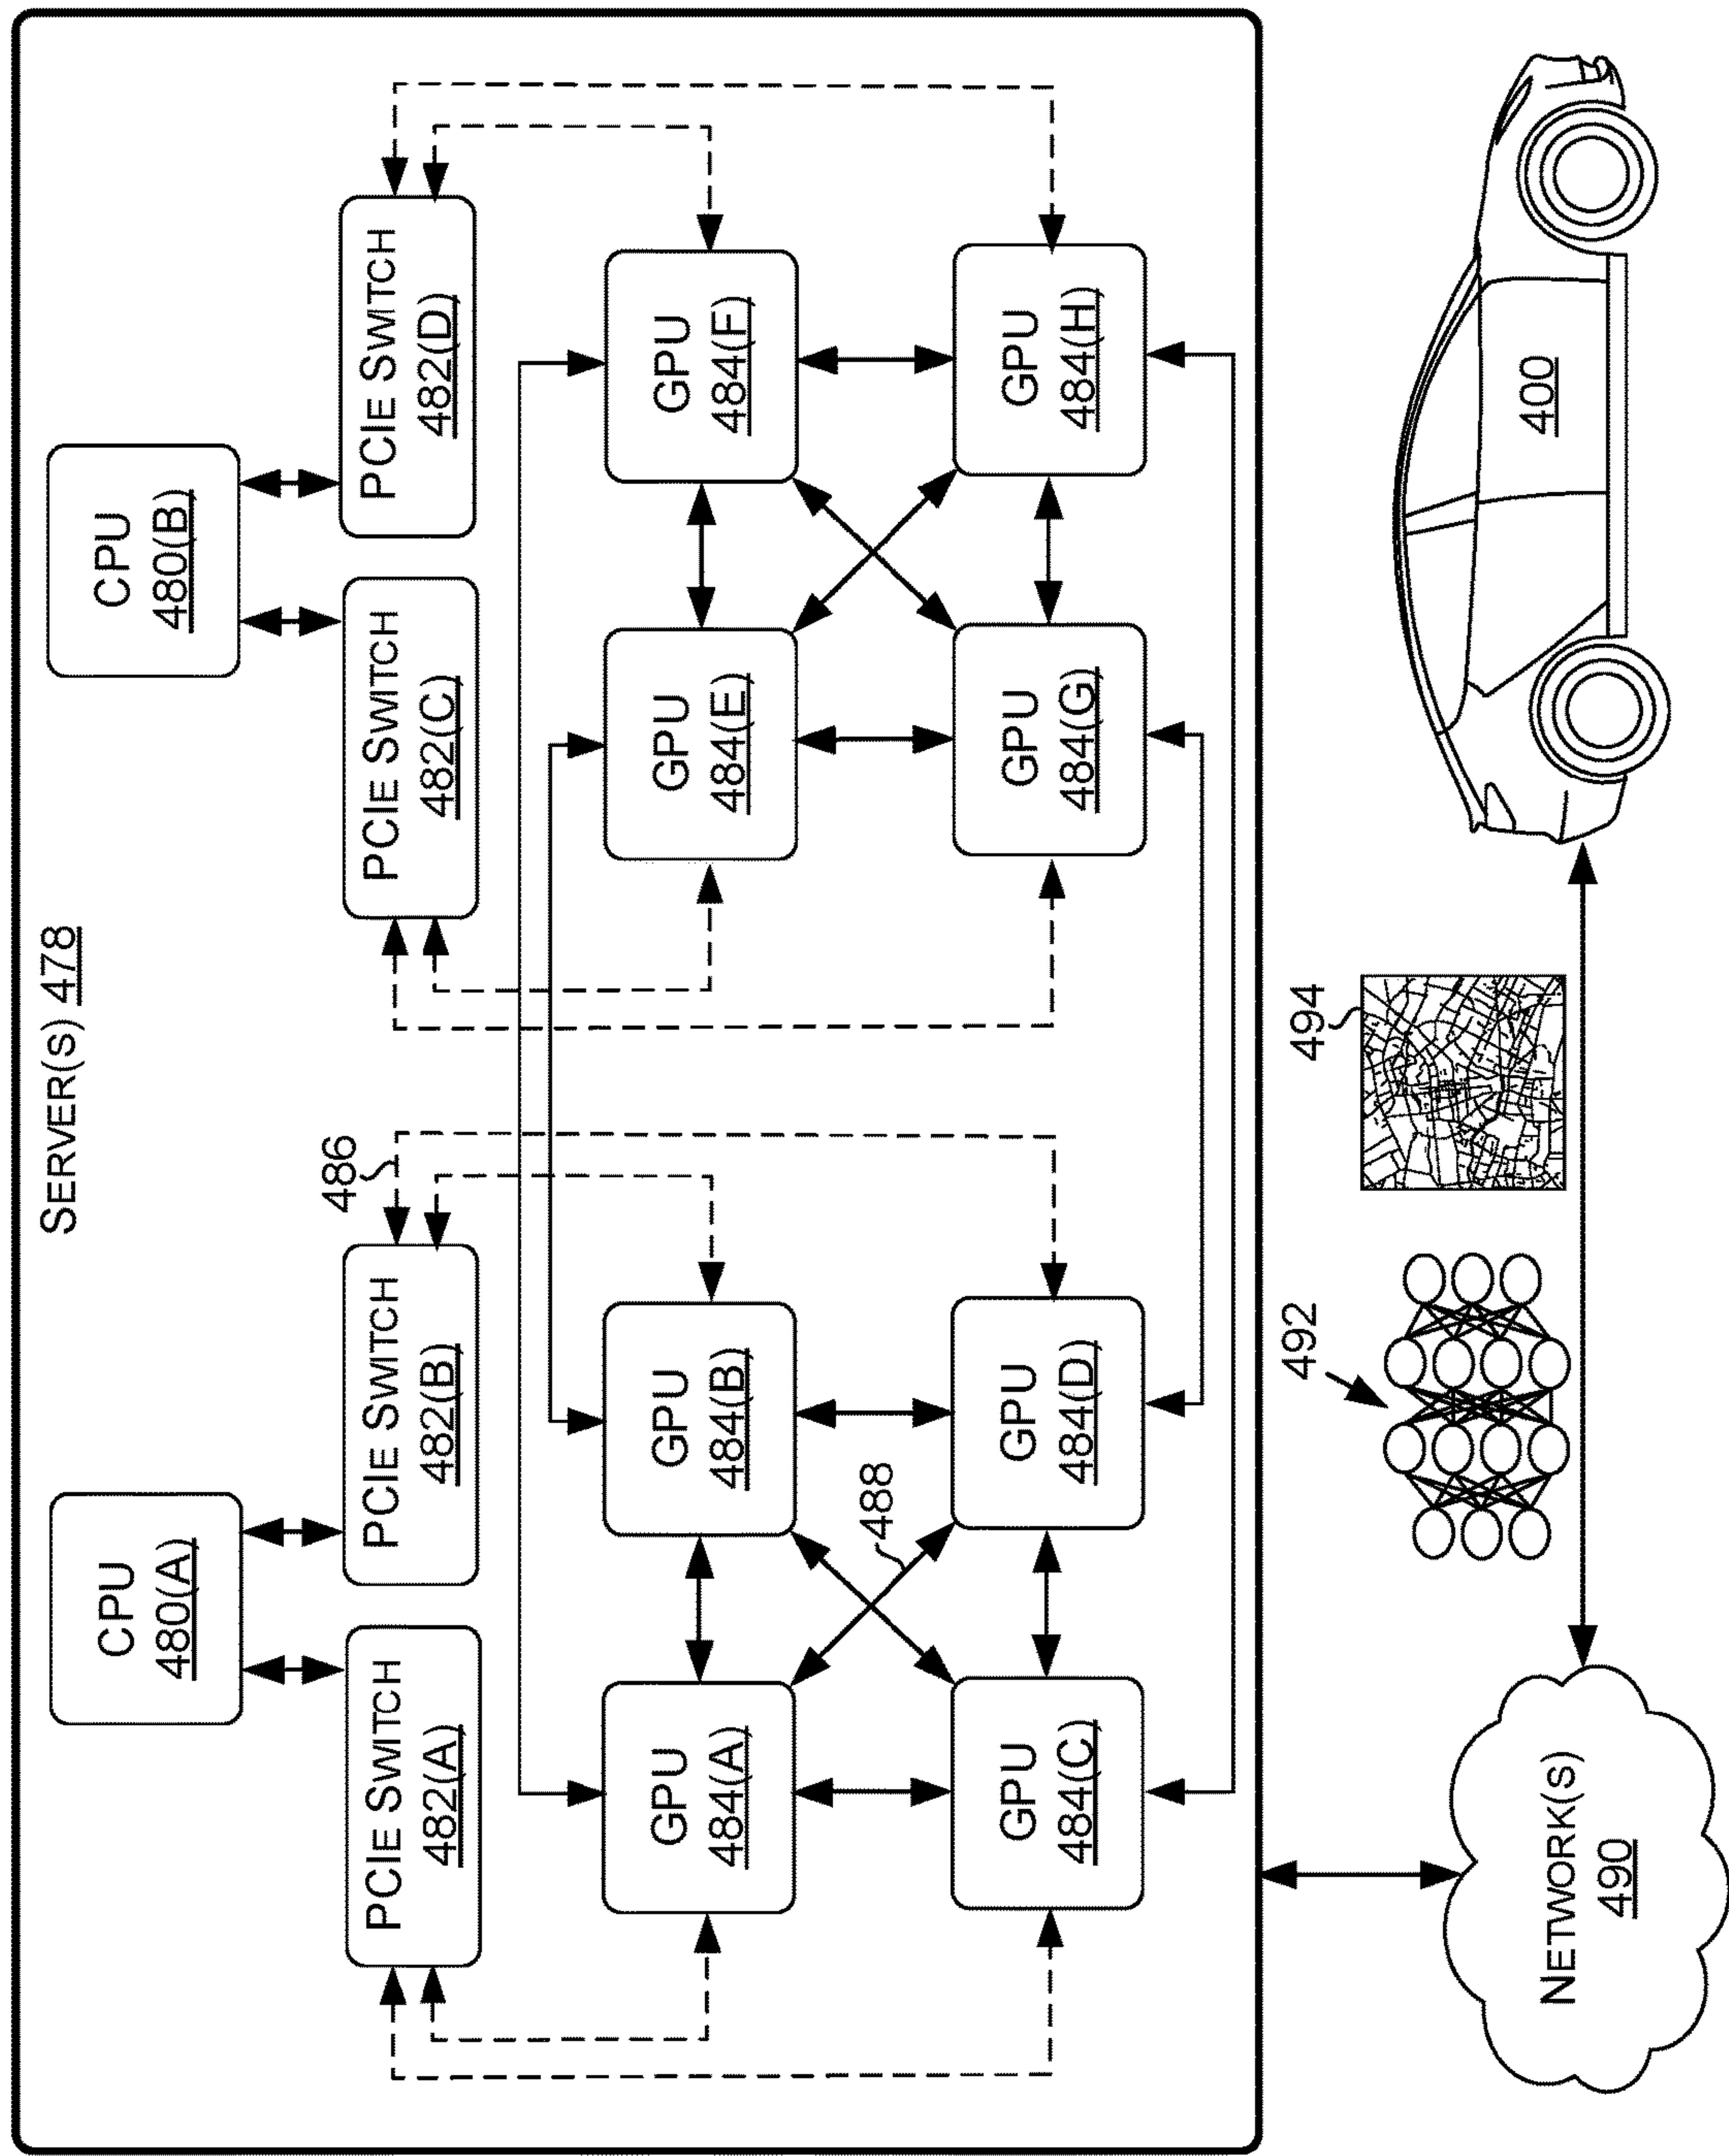 SERVER(S) 478
CPU
480(A)
CPU
480(B)
PCIE SWITCH
482(A)
PCIE SWITCH
482(B)
486
PCIE SWITCH
482(C)
PCIE SWITCH
482(D)
GPU
484(A)
GPU
484(B)
GPU
484(E)
GPU
484(F)
488
GPU
484(C)
GPU
484(D)
GPU
484(G)
GPU
484(H)
NETWORK(S)
490
492
494
400